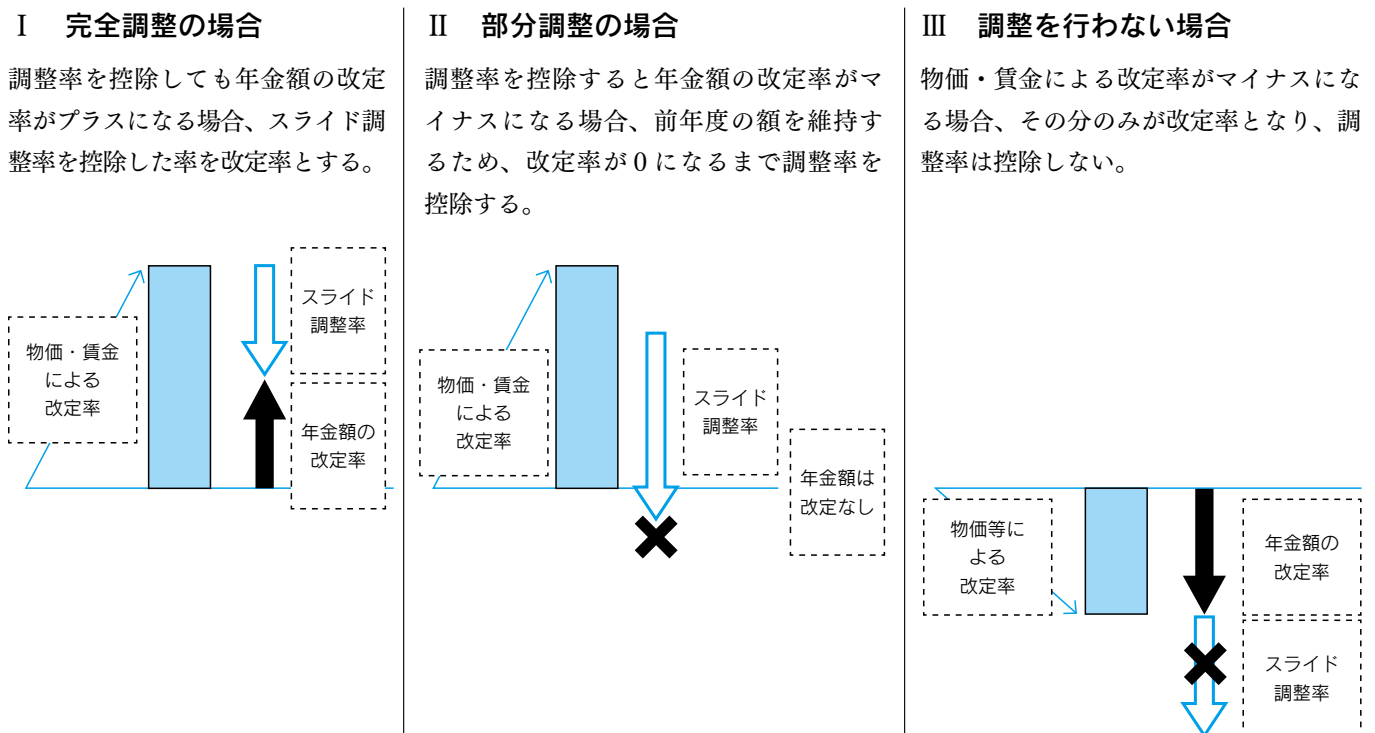 Ⅰ 完全調整の場合
調整率を控除しても年金額の改定
率がプラスになる場合、スライド調
整率を控除した率を改定率とする。
物価・賃金
による
改定率
スライド
調整率
年金額の
改定率
Ⅱ 部分調整の場合
調整率を控除すると年金額の改定率がマ
イナスになる場合、前年度の額を維持す
るため、改定率が0になるまで調整率を
控除する。
物価・賃金
による
改定率
スライド
調整率
年金額は
改定なし
Ⅲ 調整を行わない場合
物価・賃金による改定率がマイナスにな
る場合、その分のみが改定率となり、調
整率は控除しない。
物価等に
よる
改定率
年金額の
改定率
スライド
調整率